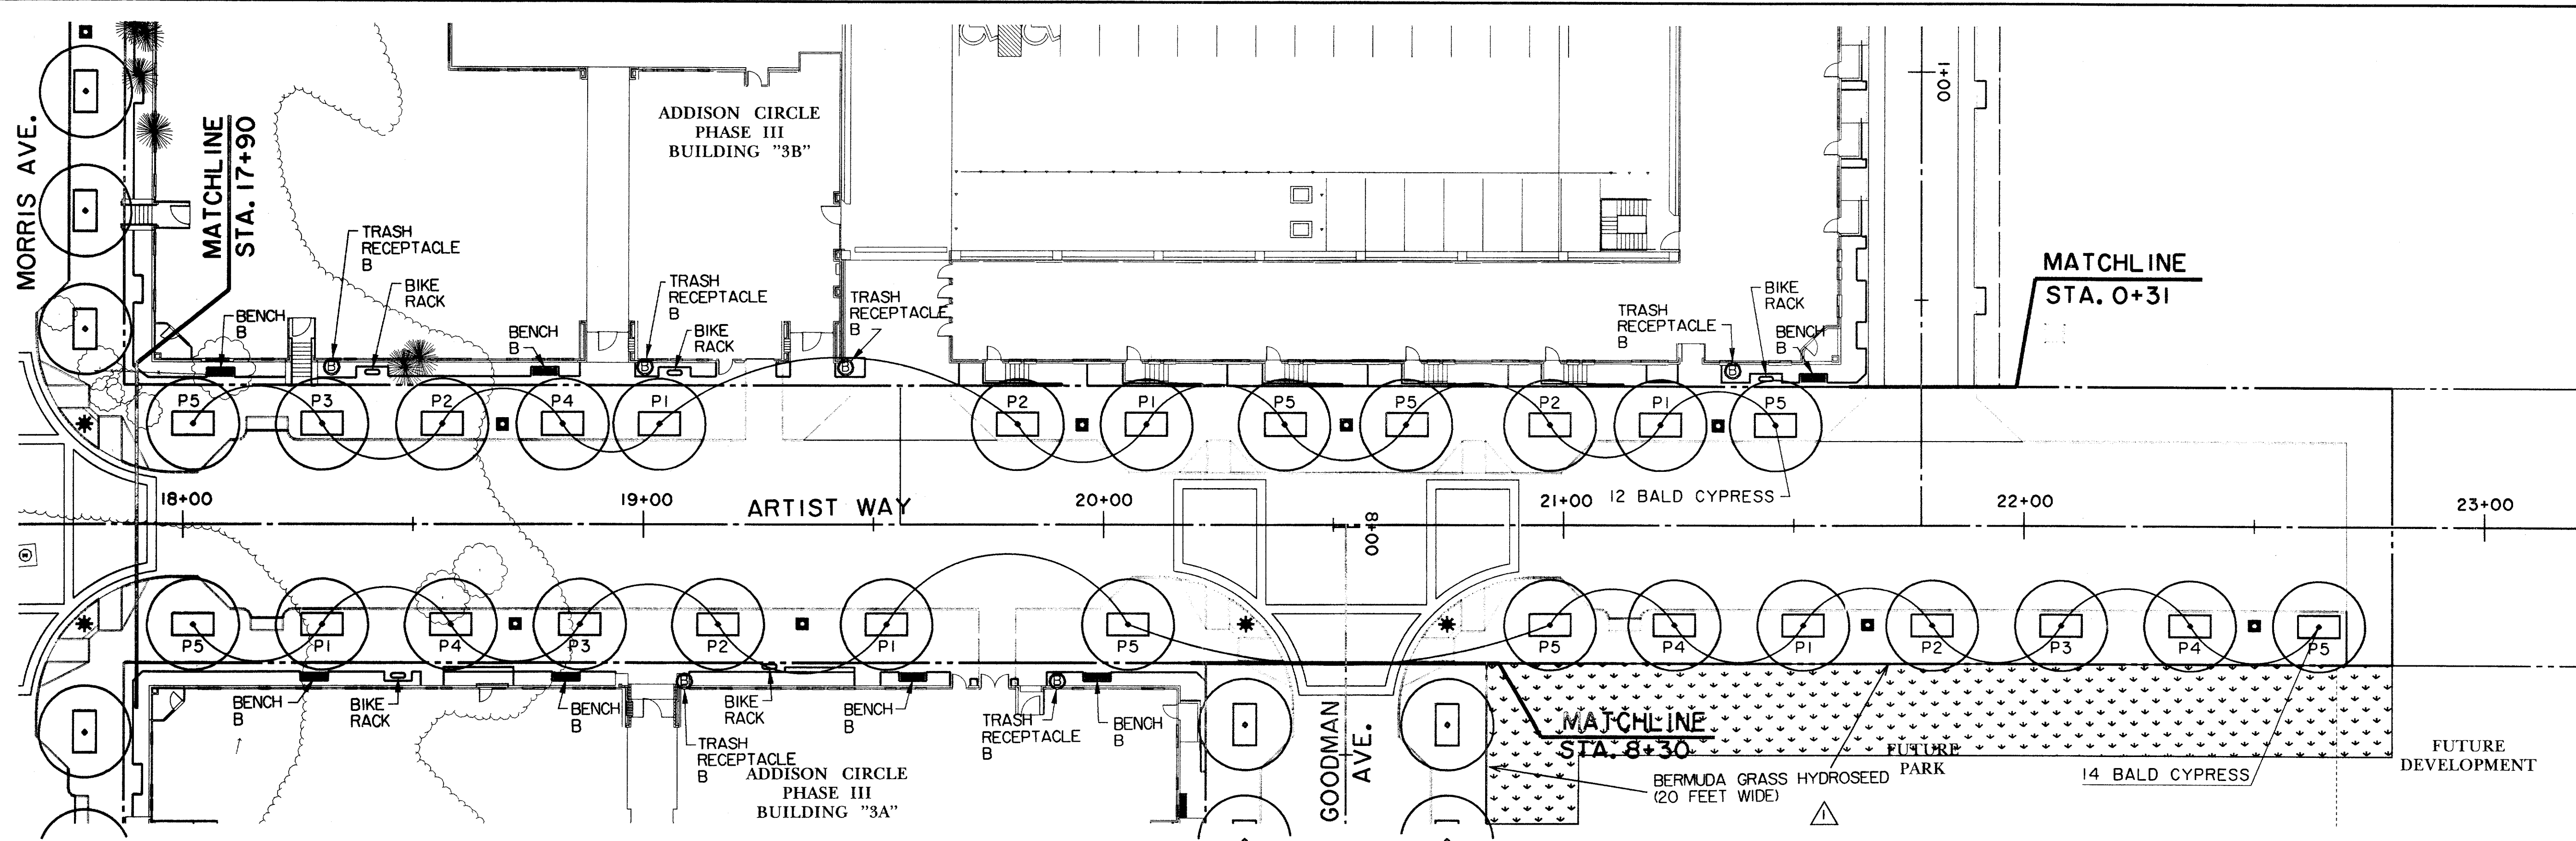 ADDISON CIRCLE
PHASE III
BUILDING "3B"
00+1
MORRIS AVE.
MATCHLINE
STA. 17+90
TRASH
RECEPTACLE
B
BIKE
RACK
BENCH
B
BENCH
B
TRASH
RECEPTACLE
B
BIKE
RACK
TRASH
RECEPTACLE
B
TRASH
RECEPTACLE
B
BIKE
RACK
BENCH
B
MATCHLINE
STA. 0+31
B
B
B
B
P5
P3
P2
P4
P1
P2
P1
P5
P5
P2
P1
P5
12 BALD CYPRESS
18+00
19+00
ARTIST WAY
20+00
21+00
22+00
23+00
8+00
P5
P1
P4
P3
P2
P1
P5
P5
P4
P1
P2
P3
P4
P5
B
B
BENCH
B
BIKE
RACK
BENCH
B
TRASH
RECEPTACLE
B
BIKE
RACK
BENCH
B
TRASH
RECEPTACLE
B
BENCH
B
ADDISON CIRCLE
PHASE III
BUILDING "3A"
GOODMAN
AVE.
MATCHLINE
STA. 8+30
BERMUDA GRASS HYDROSEED
(20 FEET WIDE)
1
FUTURE
PARK
14 BALD CYPRESS
FUTURE
DEVELOPMENT